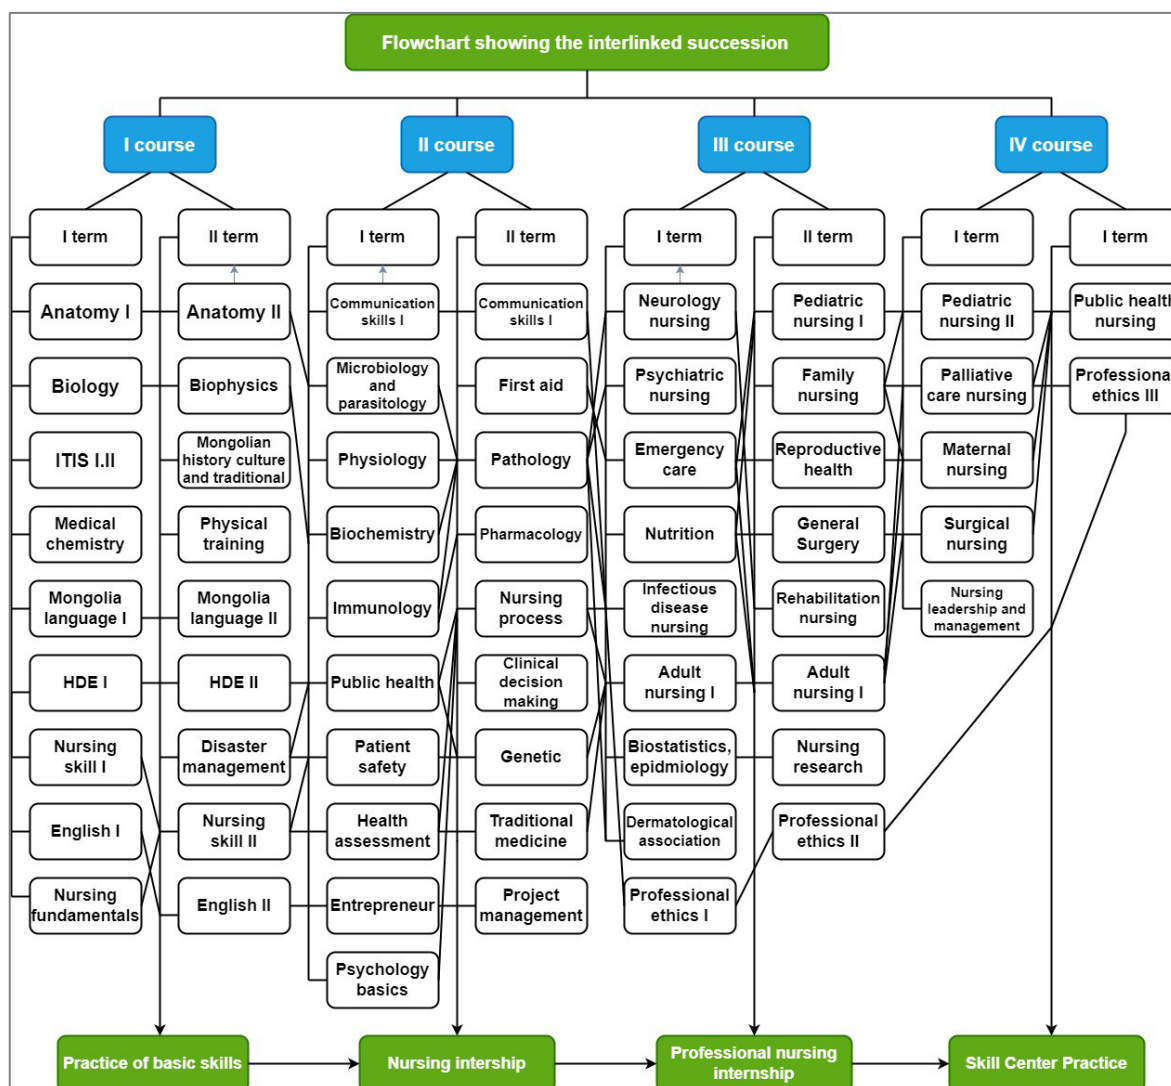 Flowchart showing the interlinked succession
I course
II course
III course
IV course
I term
II term
I term
II term
I term
II term
I term
I term
Anatomy I
Biology
ITIS I.II
Medical
chemistry
Mongolia
language I
HDE I
Nursing
skill I
English I
Nursing
fundamentals
Anatomy II
Biophysics
Mongolian
history culture
and traditional
Physical
training
Mongolia
language II
HDE II
Disaster
management
Nursing
skill II
English II
Communication
skills I
Microbiology
and
parasitology
Physiology
Biochemistry
Immunology
Public health
Patient
safety
Health
assessment
Entrepreneur
Psychology
basics
Communication
skills I
First aid
Pathology
Pharmacology
Nursing
process
Clinical
decision
making
Genetic
Traditional
medicine
Project
management
Neurology
nursing
Psychiatric
nursing
Emergency
care
Nutrition
Infectious
disease
nursing
Adult
nursing I
Biostatistics,
epidmiology
Dermatological
association
Professional
ethics I
Pediatric
nursing I
Family
nursing
Reproductive
health
General
Surgery
Rehabilitation
nursing
Adult
nursing I
Nursing
research
Professional
ethics II
Pediatric
nursing II
Palliative
care nursing
Maternal
nursing
Surgical
nursing
Nursing
leadership and
management
Public health
nursing
Professional
ethics III
Practice of basic skills
Nursing intership
Professional nursing
internship
Skill Center Practice